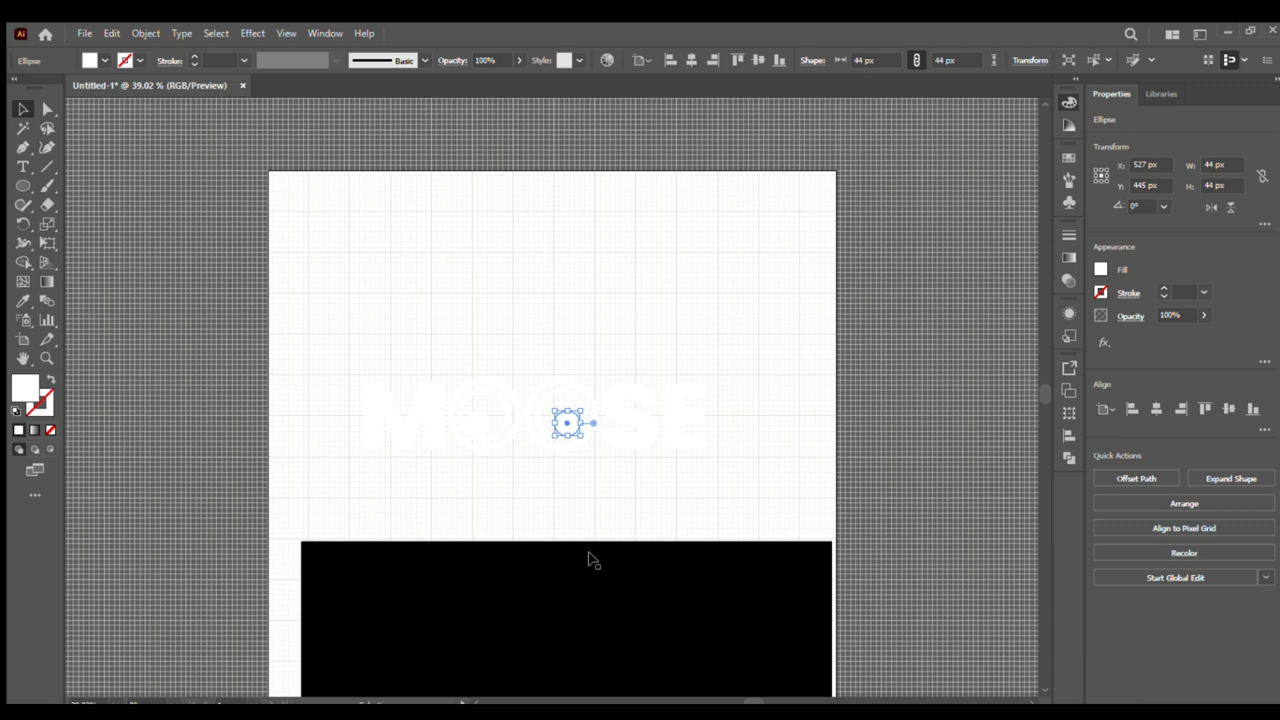 Ai File Edit Object Type Select Effect View Window Help
Ellipse Stroke: Basic Opacity: 100% Style: Shape: 44 px 44 px Transform
Untitled-1* @ 39.02 % (RGB/Preview) ×
Properties Libraries
Ellipse
Transform
X: 527 px W: 44 px
Y: 445 px H: 44 px
0°
Appearance
Fill
Stroke
Opacity 100%
fx.
MOOSE
Align
Quick Actions
Offset Path Expand Shape
Arrange
Align to Pixel Grid
Recolor
Start Global Edit